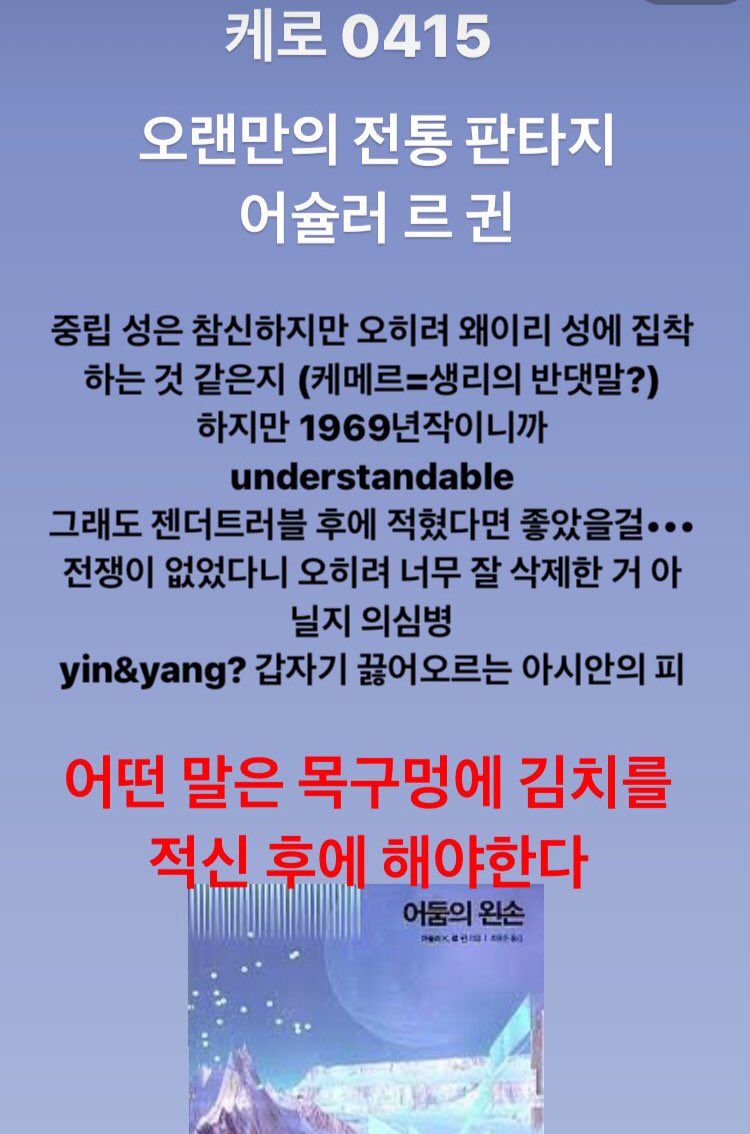 케로 0415
오랜만의 전통 판타지
어슐러 르 귄
중립 성은 참신하지만 오히려 왜이리 성에 집착
하는 것 같은지 (케메르=생리의 반댓말?)
하지만 1969년작이니까
understandable
그래도 젠더트러블 후에 적혔다면 좋았을걸•••
전쟁이 없었다니 오히려 너무 잘 삭제한 거 아
닐지 의심병
yin&yang? 갑자기 끓어오르는 아시안의 피
어떤 말은 목구멍에 김치를
적신 후에 해야한다
어둠의 왼손
어슐러 K. 르 귄 지음